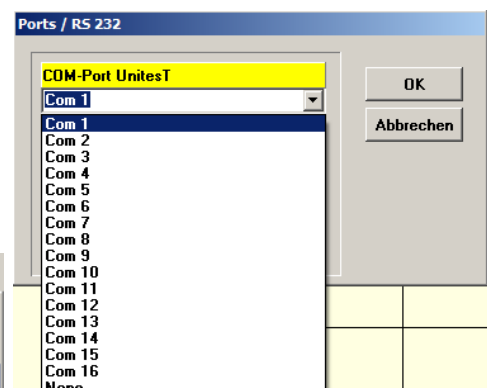 Ports / RS 232
COM-Port UnitesT
Com 1
OK
Abbrechen
Com 1
Com 2
Com 3
Com 4
Com 5
Com 6
Com 7
Com 8
Com 9
Com 10
Com 11
Com 12
Com 13
Com 14
Com 15
Com 16
None